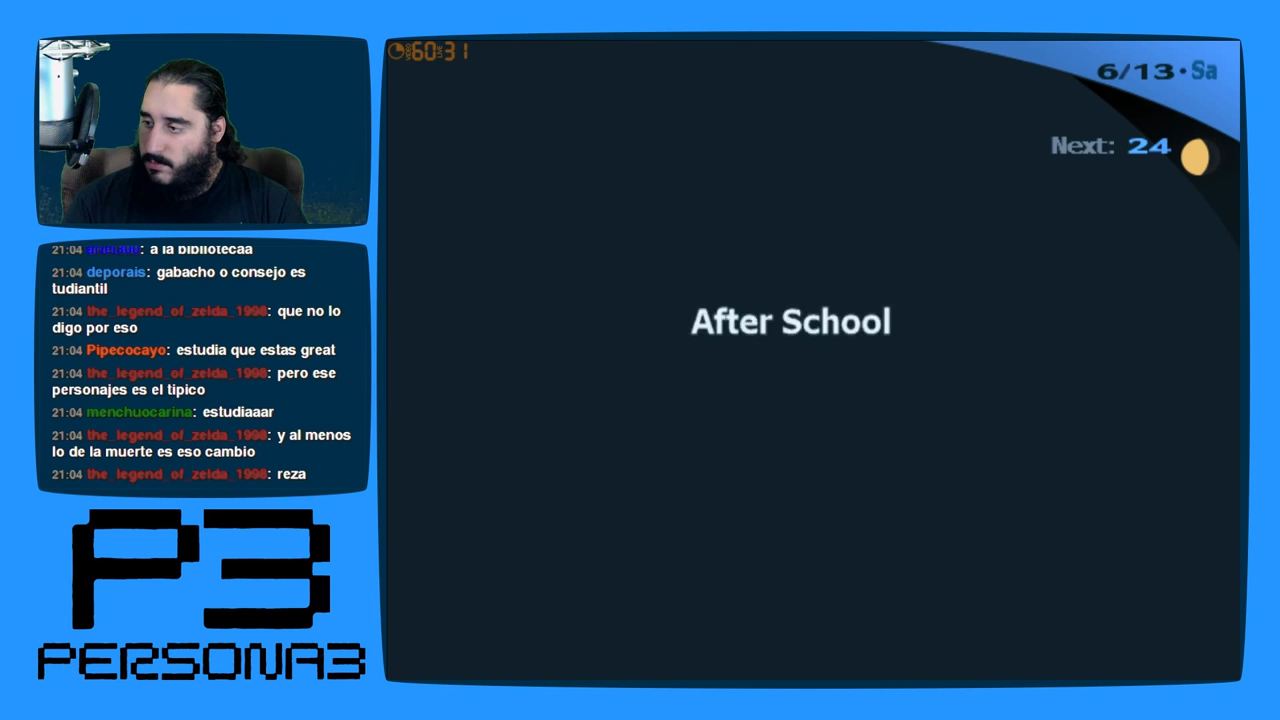 6/13·Sa
Next: 24
After School
21:04 : a la bibliotecaa
21:04 deporais: gabacho o consejo es
tudiantil
21:04 the_legend_of_zelda_1998: que no lo
digo por eso
21:04 Pipecocayo: estudia que estas great
21:04 the_legend_of_zelda_1998: pero ese
personajes es el tipico
21:04 menchuocarina: estudiaaar
21:04 the_legend_of_zelda_1998: y al menos
lo de la muerte es eso cambio
21:04 the_legend_of_zelda_1998: reza
P3
PERSONA3